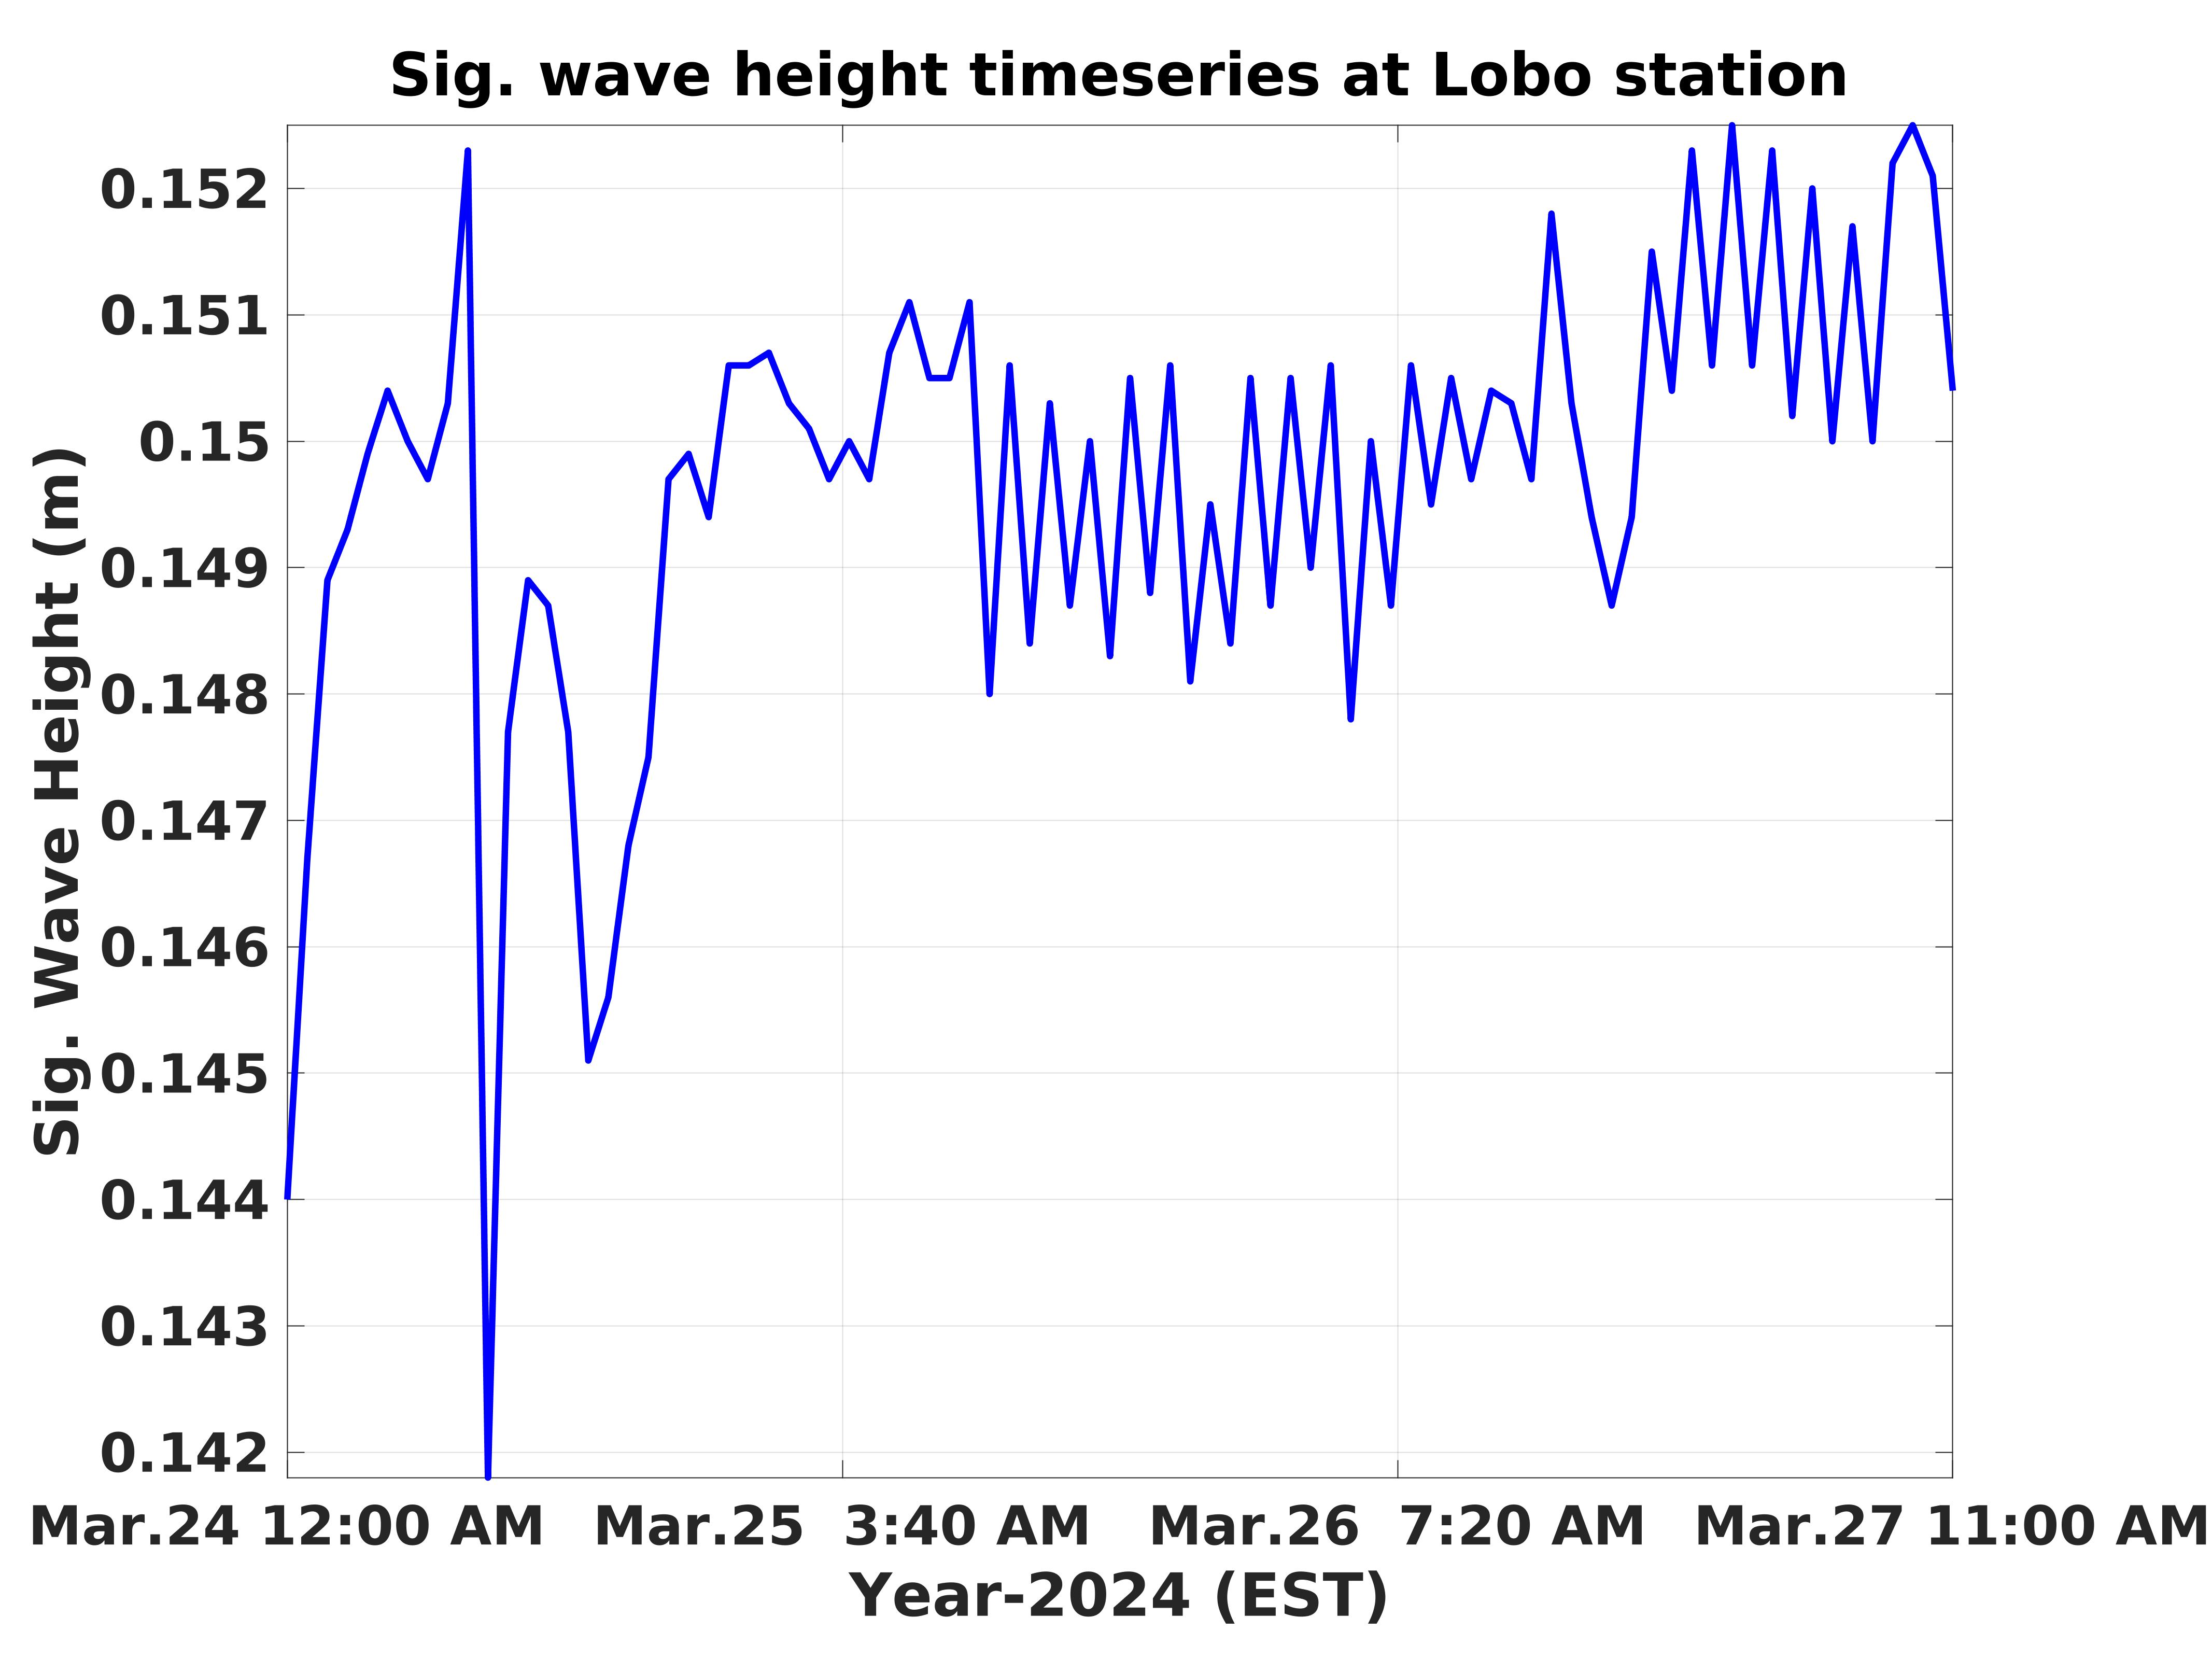 Sig. wave height timeseries at Lobo station
Sig. Wave Height (m)
0.152
0.151
0.15
0.149
0.148
0.147
0.146
0.145
0.144
0.143
0.142
Mar.24 12:00 AM Mar.25 3:40 AM Mar.26 7:20 AM Mar.27 11:00 AM
Year-2024 (EST)